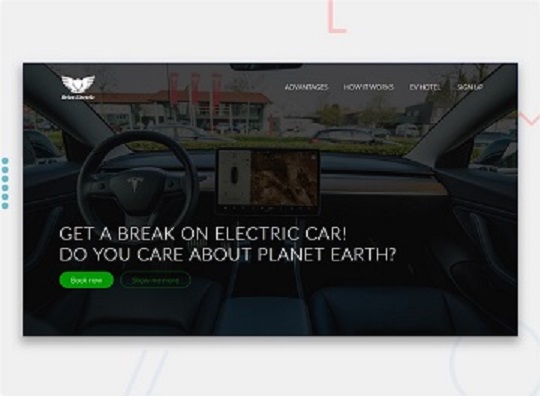 ADVANTAGES HOW IT WORKS EV HOTEL SIGN UP
GET A BREAK ON ELECTRIC CAR!
DO YOU CARE ABOUT PLANET EARTH?
Book now Show me more
L